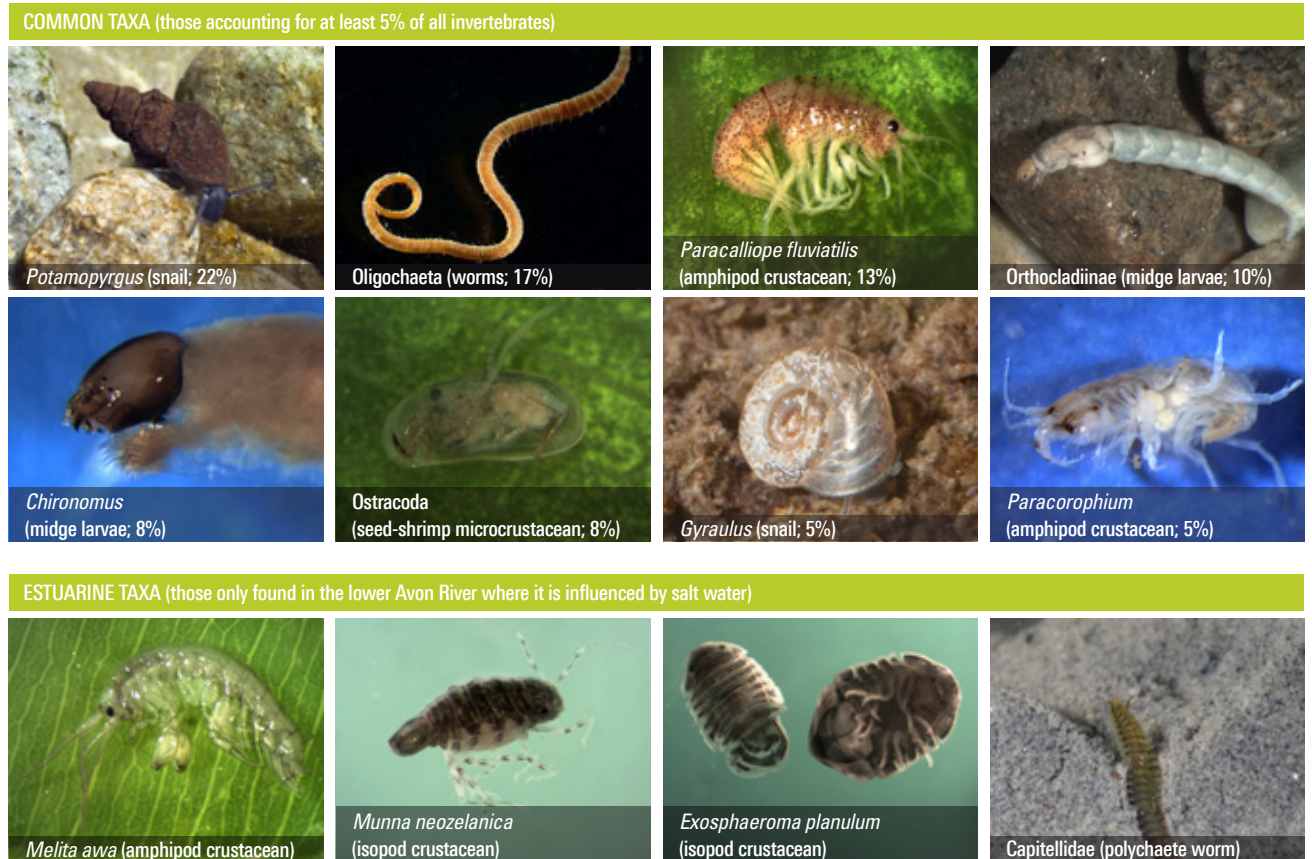 COMMON TAXA (those accounting for at least 5% of all invertebrates)
Potamopyrgus (snail; 22%)
Oligochaeta (worms; 17%)
Paracalliope fluviatilis
(amphipod crustacean; 13%)
Orthocladiinae (midge larvae; 10%)
Chironomus
(midge larvae; 8%)
Ostracoda
(seed-shrimp microcrustacean; 8%)
Gyraulus (snail; 5%)
Paracorophium
(amphipod crustacean; 5%)
ESTUARINE TAXA (those only found in the lower Avon River where it is influenced by salt water)
Melita awa (amphipod crustacean)
Munna neozelanica
(isopod crustacean)
Exosphaeroma planulum
(isopod crustacean)
Capitellidae (polychaete worm)